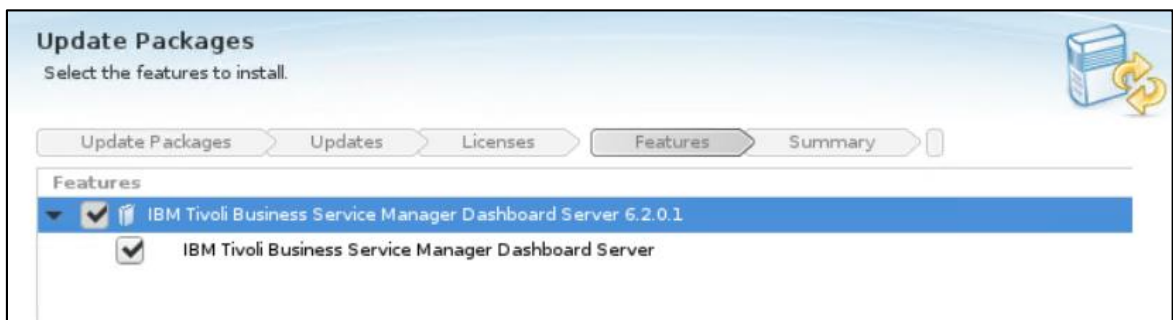 Update Packages
Select the features to install.
Update Packages Updates Licenses Features Summary
Features
IBM Tivoli Business Service Manager Dashboard Server 6.2.0.1
IBM Tivoli Business Service Manager Dashboard Server